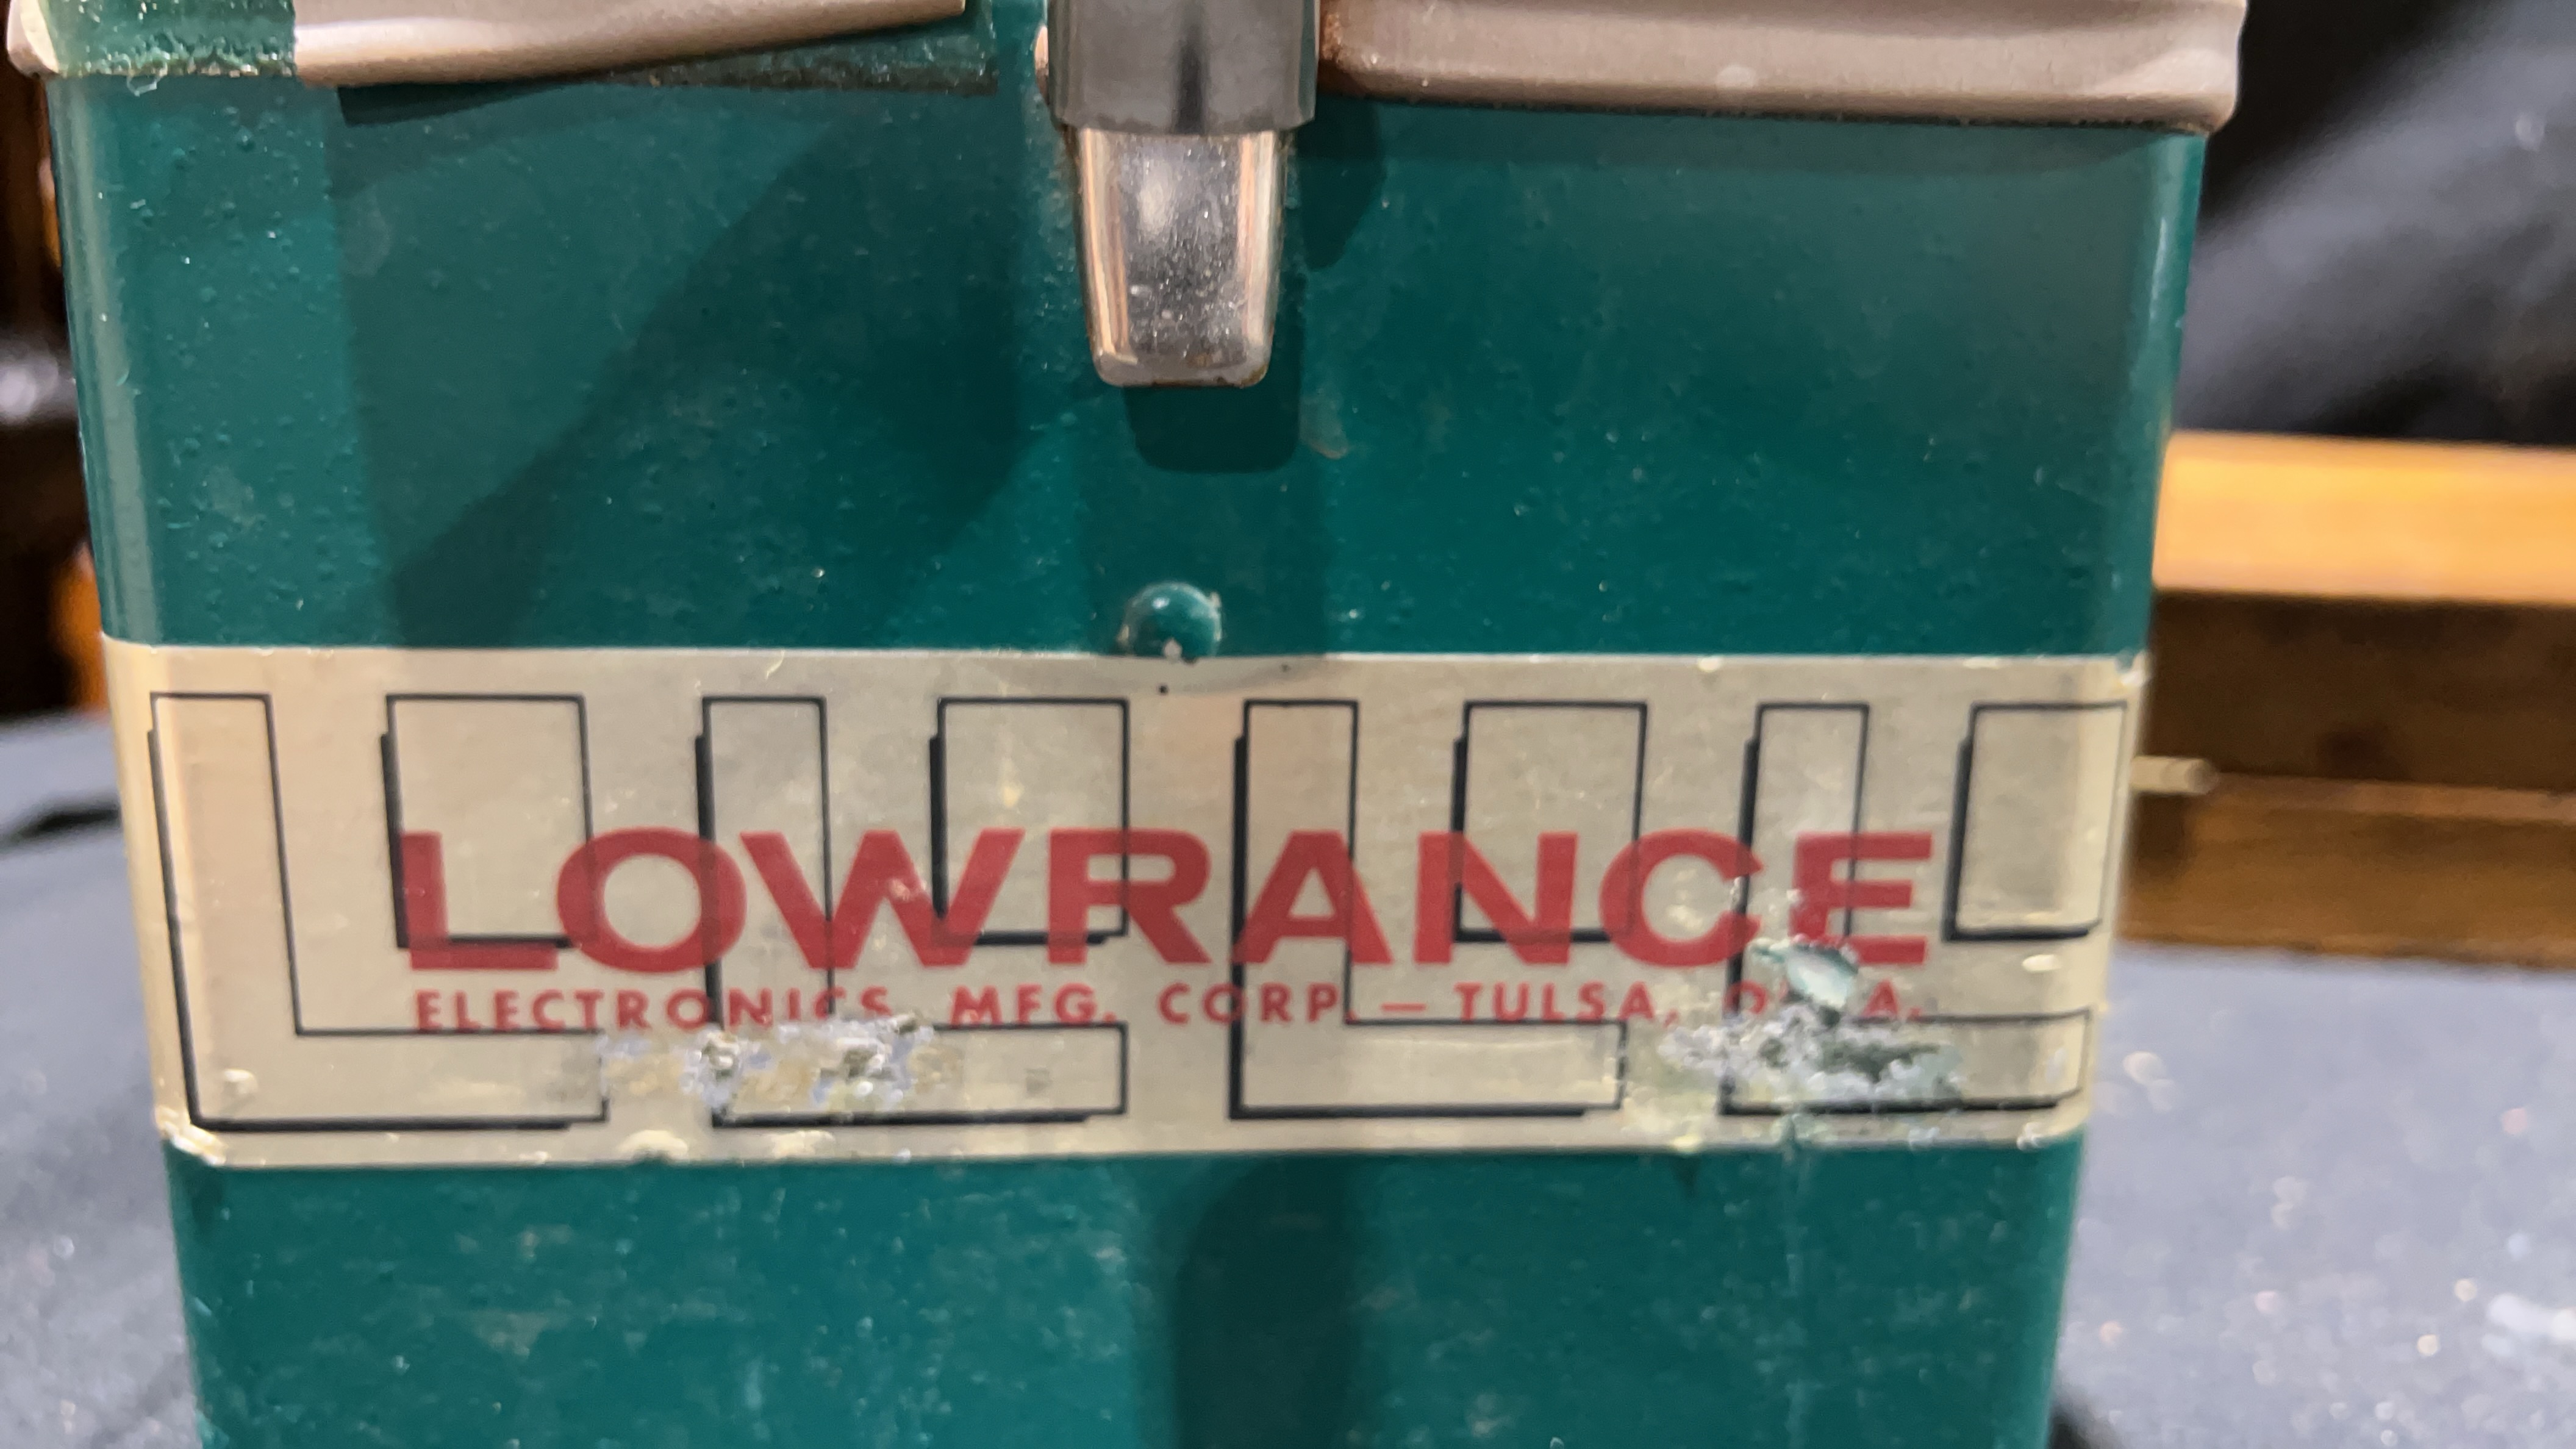 LOWRANCE
ELECTRONICS MFG. CORP. — TULSA,